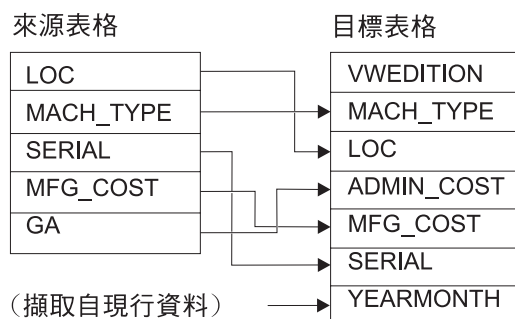 來源表格
LOC
MACH_TYPE
SERIAL
MFG_COST
GA
(擷取自現行資料)
目標表格
VWEDITION
MACH_TYPE
LOC
ADMIN_COST
MFG_COST
SERIAL
YEARMONTH